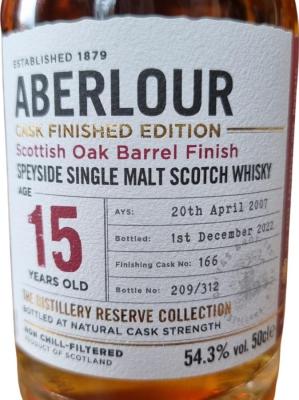 ESTABLISHED 1879
ABERLOUR
CASK FINISHED EDITION
Scottish Oak Barrel Finish
SPEYSIDE SINGLE MALT SCOTCH WHISKY
AGE
15
YEARS OLD
AYS: 20th April 2007
Bottled: 1st December 2022
Finishing Cask No: 166
Bottle No: 209/312
THE DISTILLERY RESERVE COLLECTION
BOTTLED AT NATURAL CASK STRENGTH
NON CHILL-FILTERED
PRODUCT OF SCOTLAND
54.3% vol. 50cl